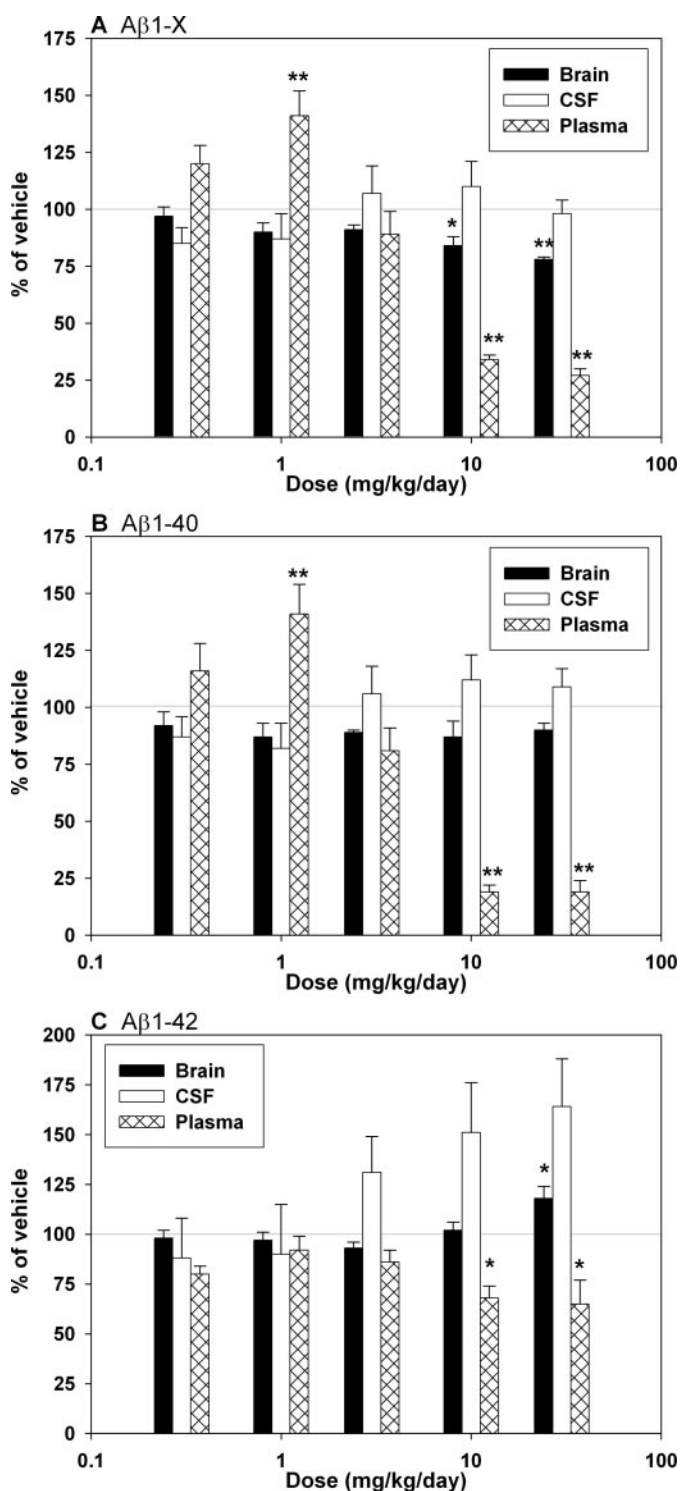 A Aβ1-X
175
150
125
100
75
50
25
0
% of vehicle
**
*
**
**
**
Brain
CSF
Plasma
0.1 1 10 100
Dose (mg/kg/day)
B Aβ1-40
175
150
125
100
75
50
25
0
% of vehicle
**
**
**
Brain
CSF
Plasma
0.1 1 10 100
Dose (mg/kg/day)
C Aβ1-42
200
175
150
125
100
75
50
25
0
% of vehicle
Brain
CSF
Plasma
*
*
*
0.1 1 10 100
Dose (mg/kg/day)